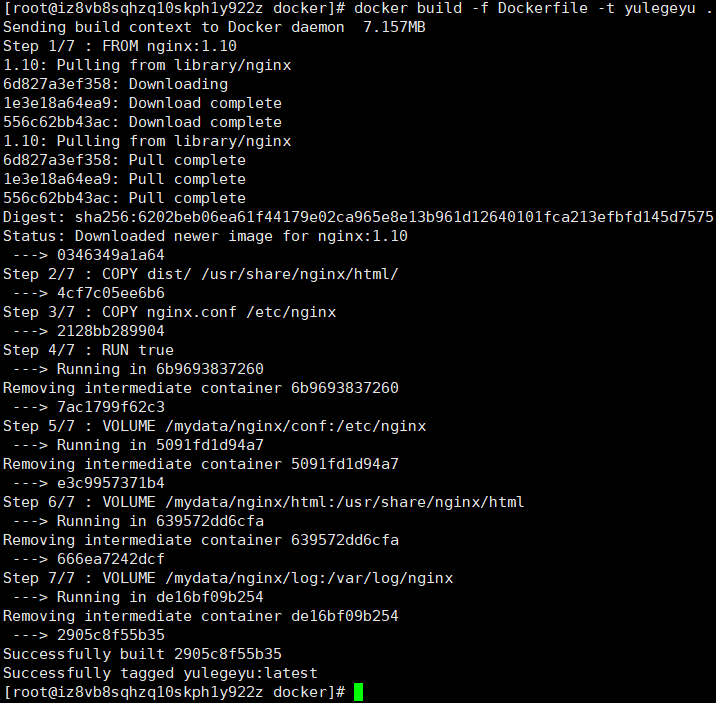 [root@iz8vb8sqhzq10skph1y922z docker]# docker build -f Dockerfile -t yulegeyu .
Sending build context to Docker daemon  7.157MB
Step 1/7 : FROM nginx:1.10
1.10: Pulling from library/nginx
6d827a3ef358: Downloading
1e3e18a64ea9: Download complete
556c62bb43ac: Download complete
1.10: Pulling from library/nginx
6d827a3ef358: Pull complete
1e3e18a64ea9: Pull complete
556c62bb43ac: Pull complete
Digest: sha256:6202beb06ea61f44179e02ca965e8e13b961d12640101fca213efbfd145d7575
Status: Downloaded newer image for nginx:1.10
 ---> 0346349a1a64
Step 2/7 : COPY dist/ /usr/share/nginx/html/
 ---> 4cf7c05ee6b6
Step 3/7 : COPY nginx.conf /etc/nginx
 ---> 2128bb289904
Step 4/7 : RUN true
 ---> Running in 6b9693837260
Removing intermediate container 6b9693837260
 ---> 7ac1799f62c3
Step 5/7 : VOLUME /mydata/nginx/conf:/etc/nginx
 ---> Running in 5091fd1d94a7
Removing intermediate container 5091fd1d94a7
 ---> e3c9957371b4
Step 6/7 : VOLUME /mydata/nginx/html:/usr/share/nginx/html
 ---> Running in 639572dd6cfa
Removing intermediate container 639572dd6cfa
 ---> 666ea7242dcf
Step 7/7 : VOLUME /mydata/nginx/log:/var/log/nginx
 ---> Running in de16bf09b254
Removing intermediate container de16bf09b254
 ---> 2905c8f55b35
Successfully built 2905c8f55b35
Successfully tagged yulegeyu:latest
[root@iz8vb8sqhzq10skph1y922z docker]#